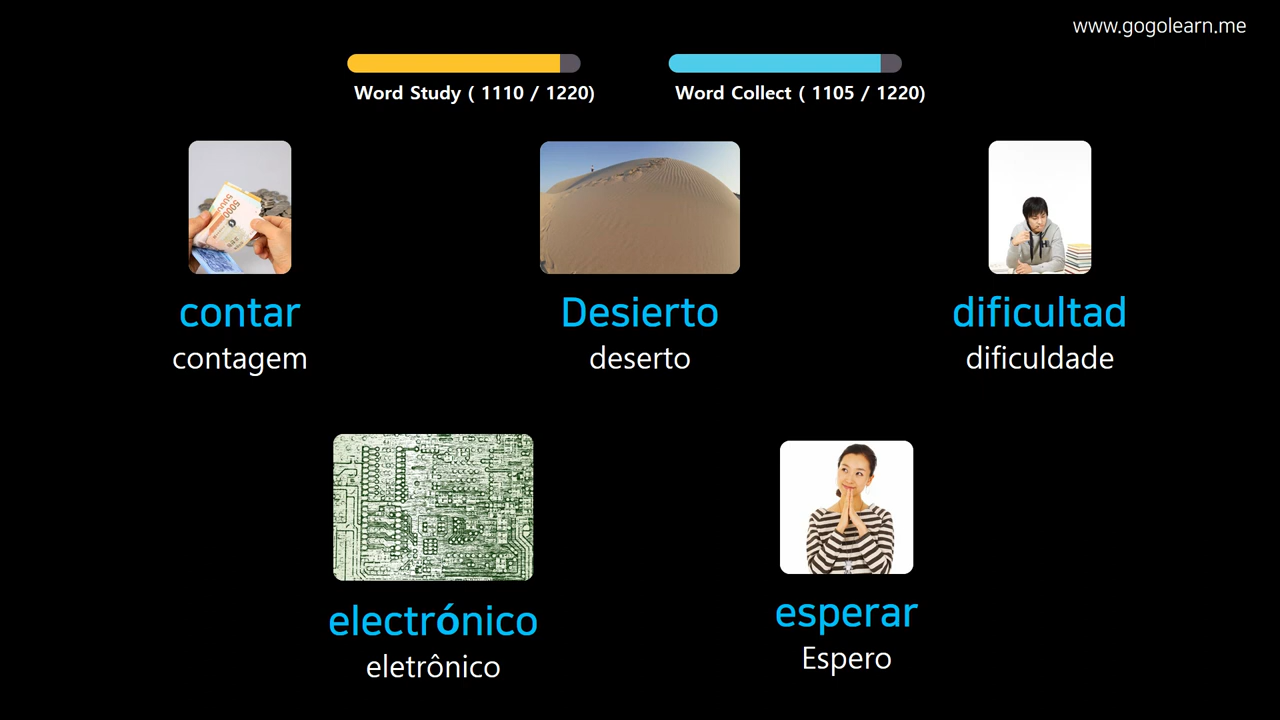 www.gogolearn.me
Word Study ( 1110 / 1220)
Word Collect ( 1105 / 1220)
contar
contagem
Desierto
deserto
dificultad
dificuldade
electrónico
eletrônico
esperar
Espero